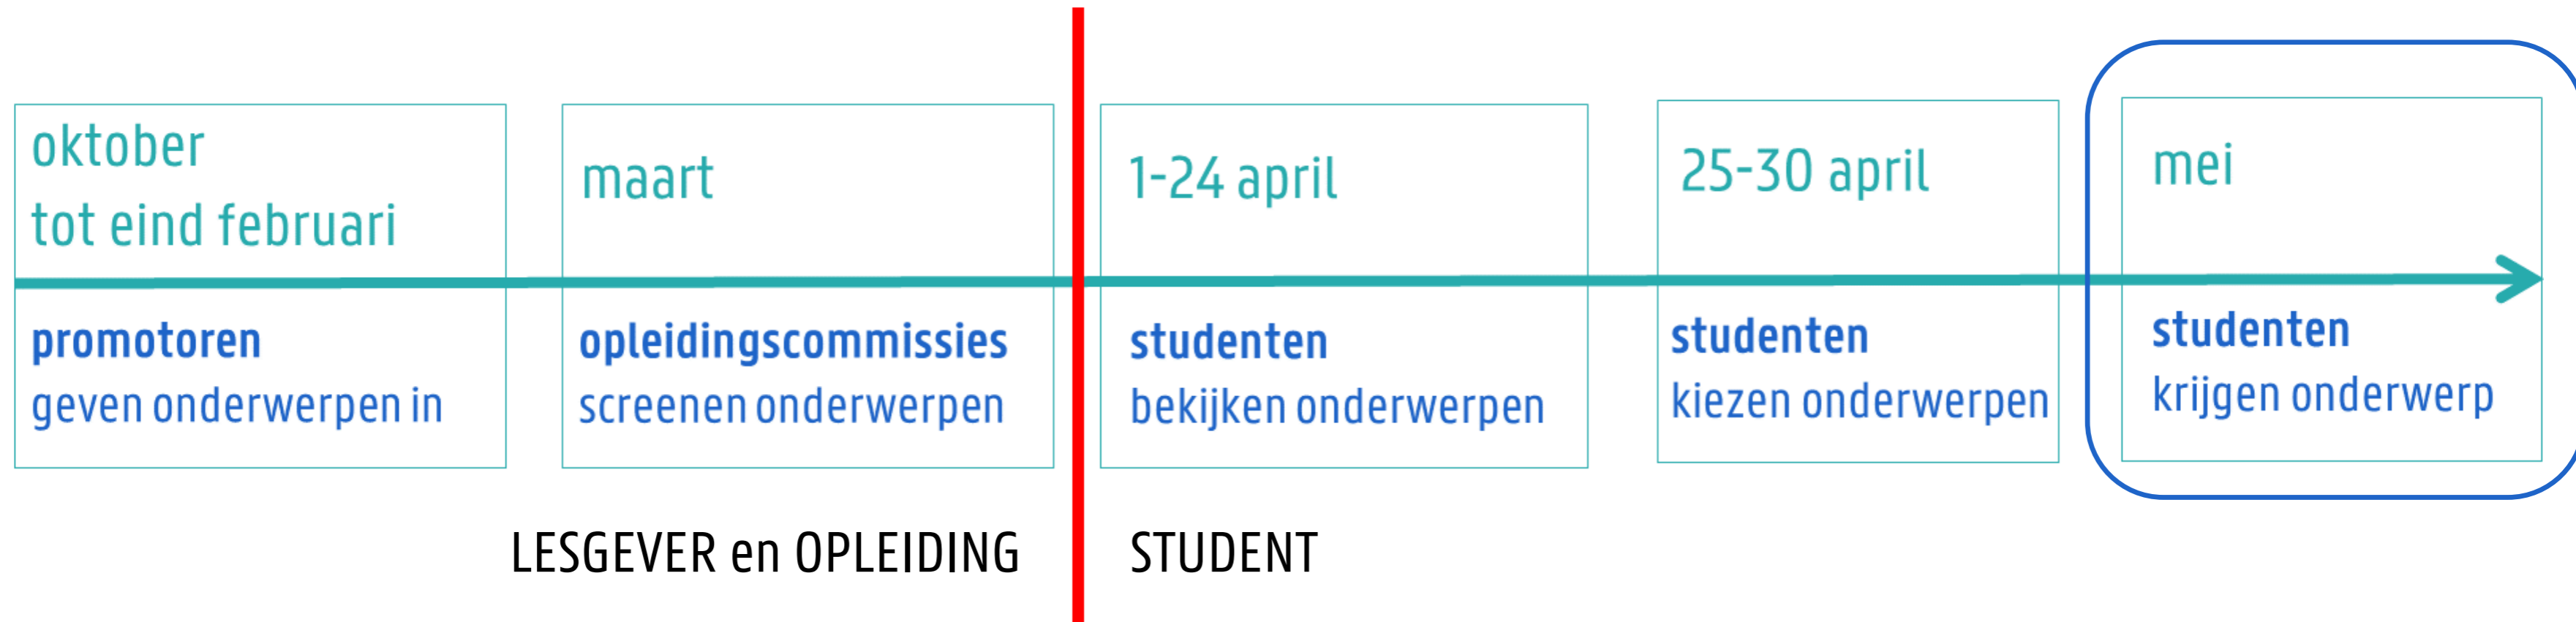 oktober
tot eind februari
promotoren
geven onderwerpen in
maart
opleidingscommissies
screenen onderwerpen
1-24 april
studenten
bekijken onderwerpen
25-30 april
studenten
kiezen onderwerpen
mei
studenten
krijgen onderwerp
LESGEVER en OPLEIDING
STUDENT